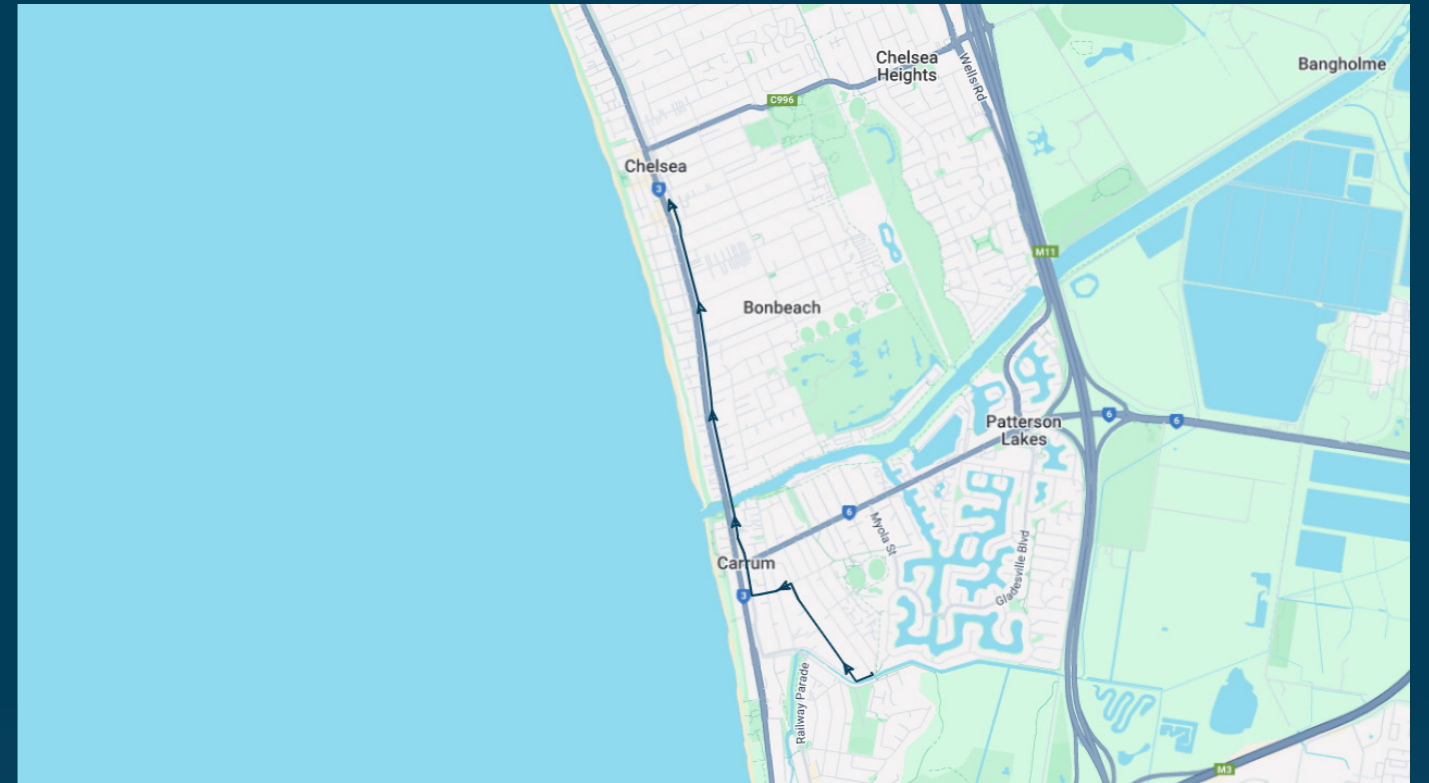 Chelsea
Heights
Wells Rd
Bangholme
C996
Chelsea
3
M11
Bonbeach
6
6
Patterson
Lakes
6
Myola St
Gladesville Blvd
Carrum
3
Railway Parade
M3